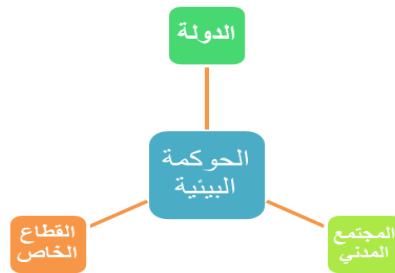 الدولة
الحوكمة
البيئية
القطاع
الخاص
المجتمع
المدني